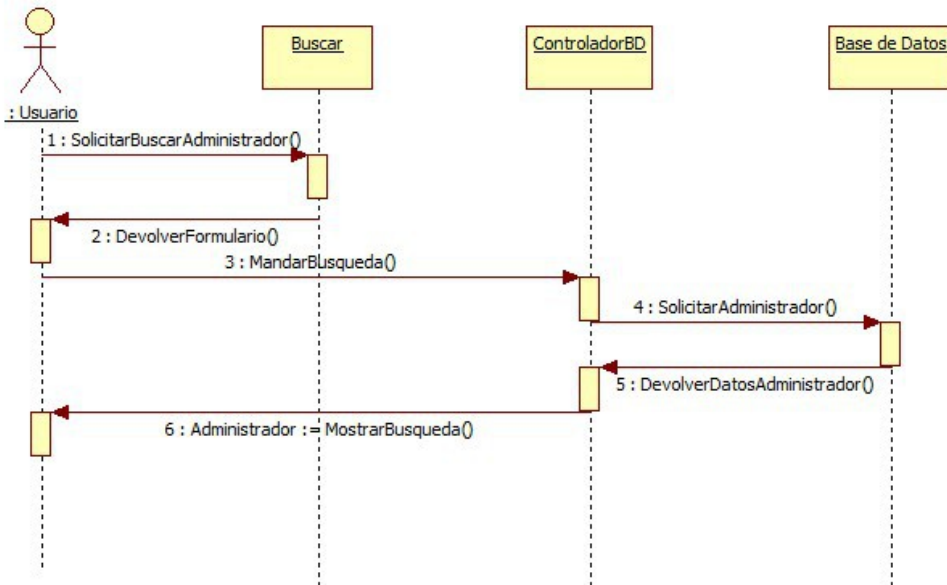 Buscar
ControladorBD
Base de Datos
: Usuario
1 : SolicitarBuscarAdministrador()
2 : DevolverFormulario()
3 : MandarBusqueda()
4 : SolicitarAdministrador()
5 : DevolverDatosAdministrador()
6 : Administrador := MostrarBusqueda()